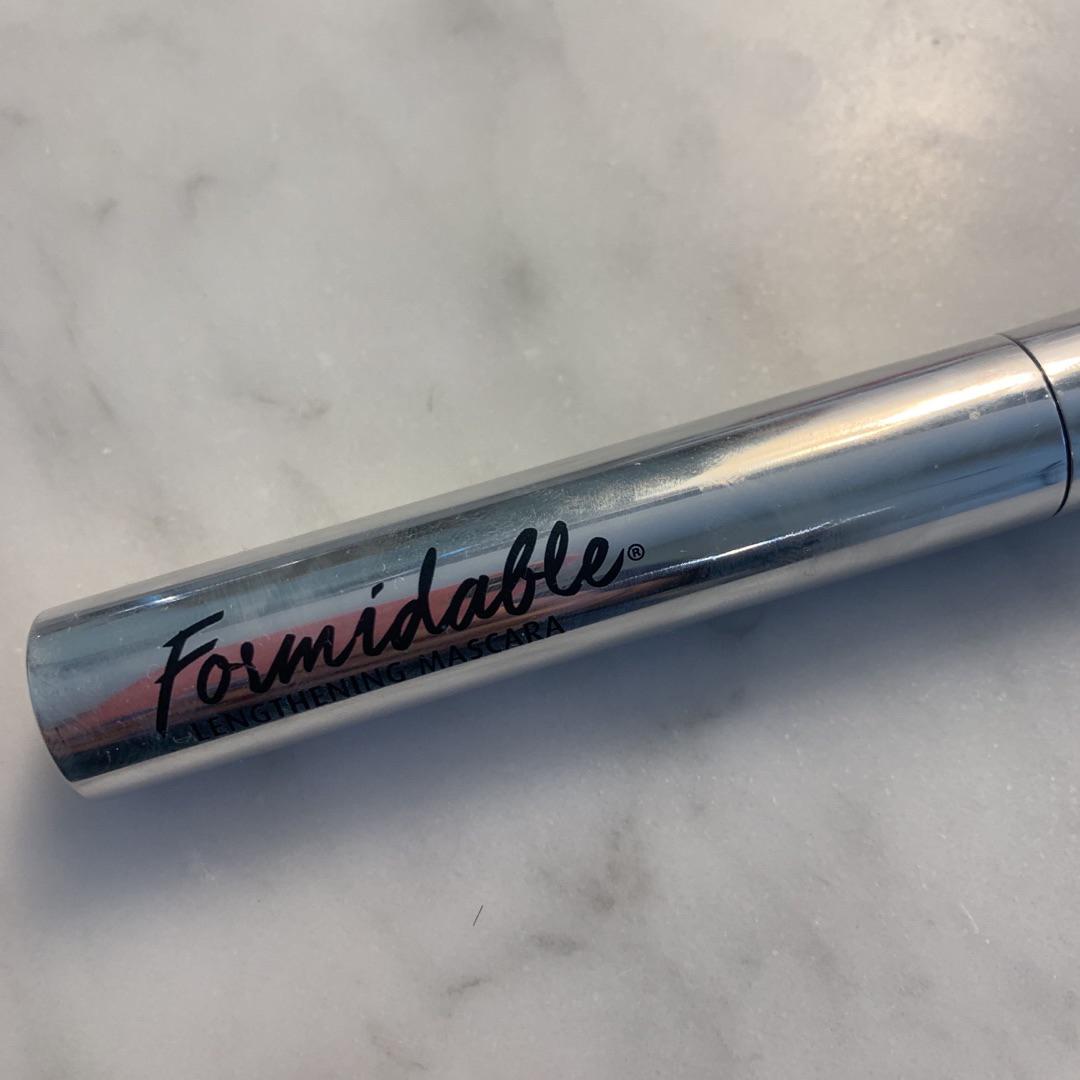 Formidable®
LENGTHENING MASCARA